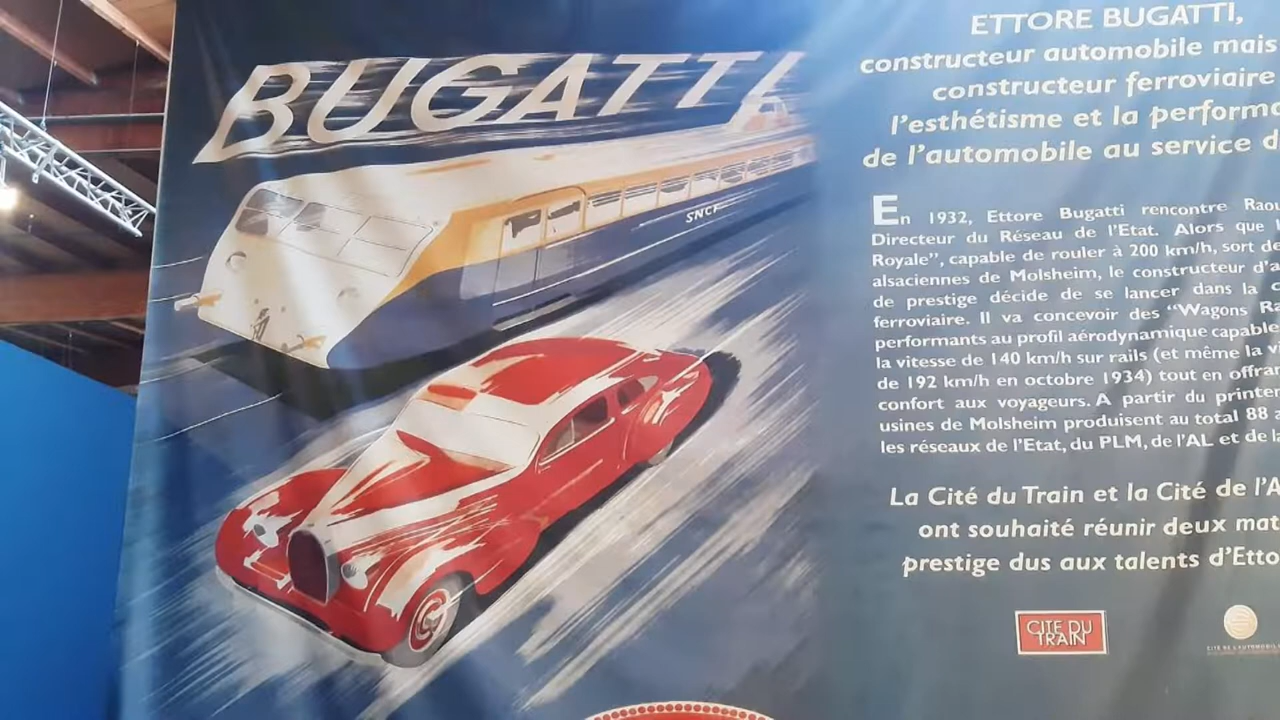 BUGATTI
SNCF
ETTORE BUGATTI,
constructeur automobile mais
constructeur ferroviaire
l'esthétisme et la performa
de l'automobile au service d
En 1932, Ettore Bugatti rencontre Raou
Directeur du Réseau de l'Etat. Alors que l
Royale", capable de rouler à 200 km/h, sort de
alsaciennes de Molsheim, le constructeur d'a
de prestige décide de se lancer dans la c
ferroviaire. Il va concevoir des "Wagons Ra
performants au profil aérodynamique capable
la vitesse de 140 km/h sur rails (et même la vi
de 192 km/h en octobre 1934) tout en offran
confort aux voyageurs. A partir du printem
usines de Molsheim produisent au total 88 a
les réseaux de l'Etat, du PLM, de l'AL et de la
La Cité du Train et la Cité de l'A
ont souhaité réunir deux mat
prestige dus aux talents d'Etto
CITE DU
TRAIN
CITÉ DE L'AUTOMOBILE